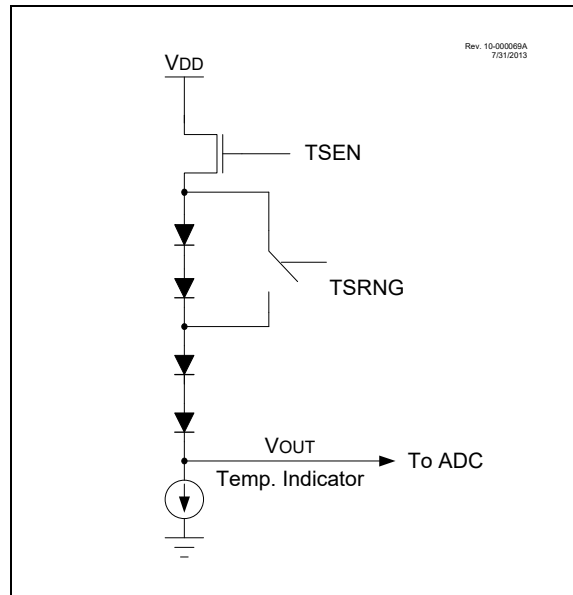 Rev. 10-000069A
7/31/2013
VDD
TSEN
TSRNG
VOUT
To ADC
Temp. Indicator